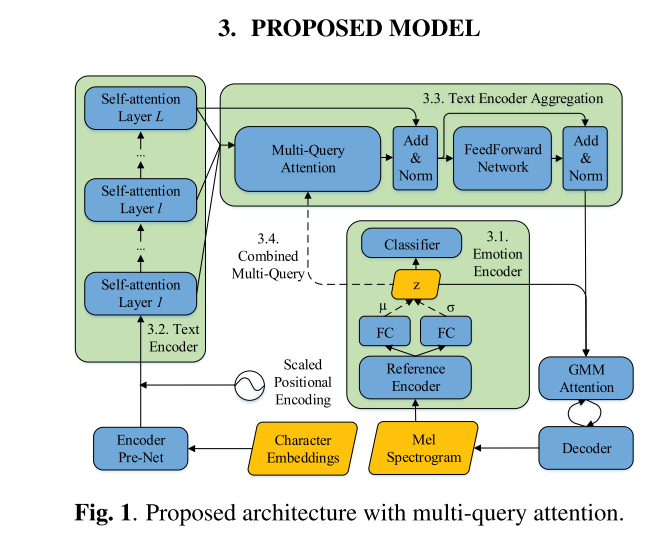 3. PROPOSED MODEL
Self-attention
Layer L
...
Self-attention
Layer l
...
Self-attention
Layer 1
3.2. Text
Encoder
3.3. Text Encoder Aggregation
Multi-Query
Attention
Add
&
Norm
FeedForward
Network
Add
&
Norm
3.4.
Combined
Multi-Query
3.1.
Emotion
Encoder
Classifier
z
μ
σ
FC
FC
Reference
Encoder
Scaled
Positional
Encoding
GMM
Attention
Encoder
Pre-Net
Character
Embeddings
Mel
Spectrogram
Decoder
Fig. 1. Proposed architecture with multi-query attention.